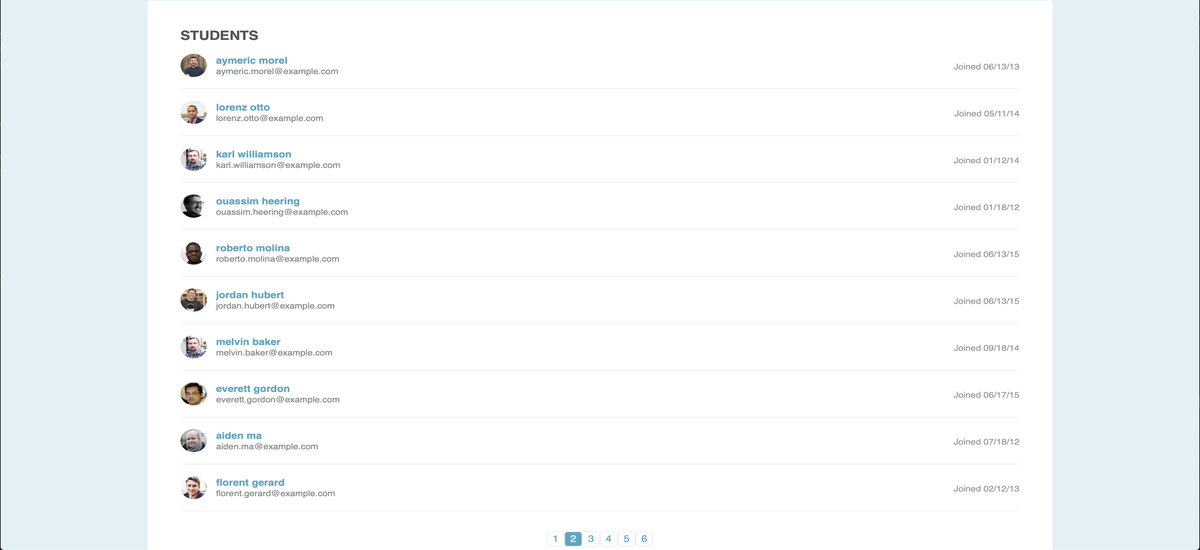 STUDENTS
aymeric morel
aymeric.morel@example.com
Joined 06/13/13
lorenz otto
lorenz.otto@example.com
Joined 05/11/14
karl williamson
karl.williamson@example.com
Joined 01/12/14
ouassim heering
ouassim.heering@example.com
Joined 01/18/12
roberto molina
roberto.molina@example.com
Joined 06/13/15
jordan hubert
jordan.hubert@example.com
Joined 06/13/15
melvin baker
melvin.baker@example.com
Joined 09/18/14
everett gordon
everett.gordon@example.com
Joined 06/17/15
aiden ma
aiden.ma@example.com
Joined 07/18/12
florent gerard
florent.gerard@example.com
Joined 02/12/13
1 2 3 4 5 6